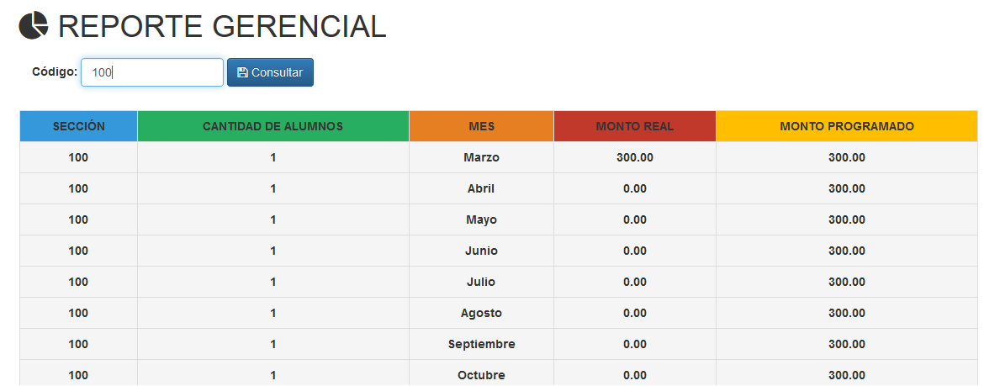 REPORTE GERENCIAL
Código: 100 Consultar
SECCIÓN CANTIDAD DE ALUMNOS MES MONTO REAL MONTO PROGRAMADO
100 1 Marzo 300.00 300.00
100 1 Abril 0.00 300.00
100 1 Mayo 0.00 300.00
100 1 Junio 0.00 300.00
100 1 Julio 0.00 300.00
100 1 Agosto 0.00 300.00
100 1 Septiembre 0.00 300.00
100 1 Octubre 0.00 300.00